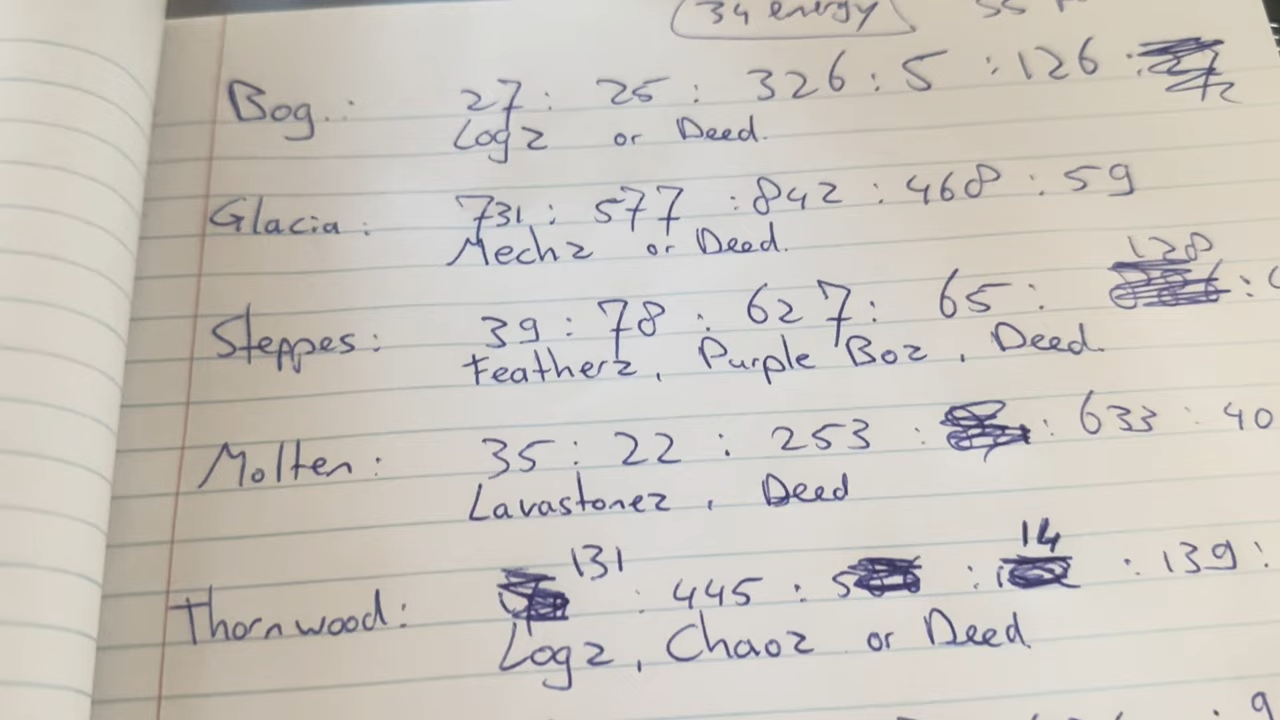 34 energy
Bog : 27 : 25 : 326 : 5 : 126 :
Logz or Deed.
Glacia : 731 : 577 : 842 : 468 : 59
Mechz or Deed.
128
Steppes : 39 : 78 : 627 : 65 : :
Featherz, Purple Boz, Deed.
Molten : 35 : 22 : 253 : : 633 : 40
Lavastonez, Deed
131 14
Thornwood : : 445 : : : 139 :
Logz, Chaoz or Deed